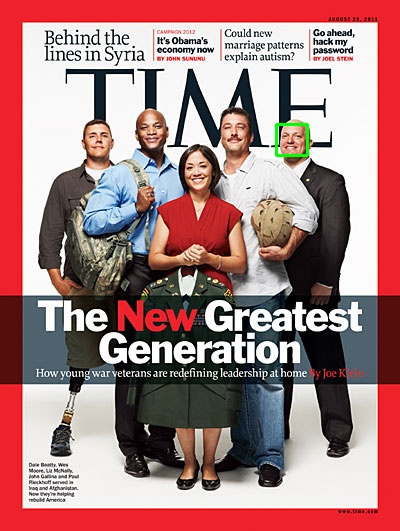 AUGUST 29, 2011
Behind the
lines in Syria
CAMPAIGN 2012
It's Obama's
economy now
BY JOHN SUNUNU
Could new
marriage patterns
explain autism?
Go ahead,
hack my
password
BY JOEL STEIN
TIME
The New Greatest
Generation
How young war veterans are redefining leadership at home By Joe Klein
Dale Beatty, Wes
Moore, Liz McNally,
John Gallina and Paul
Rieckhoff served in
Iraq and Afghanistan.
Now they're helping
rebuild America
www.time.com